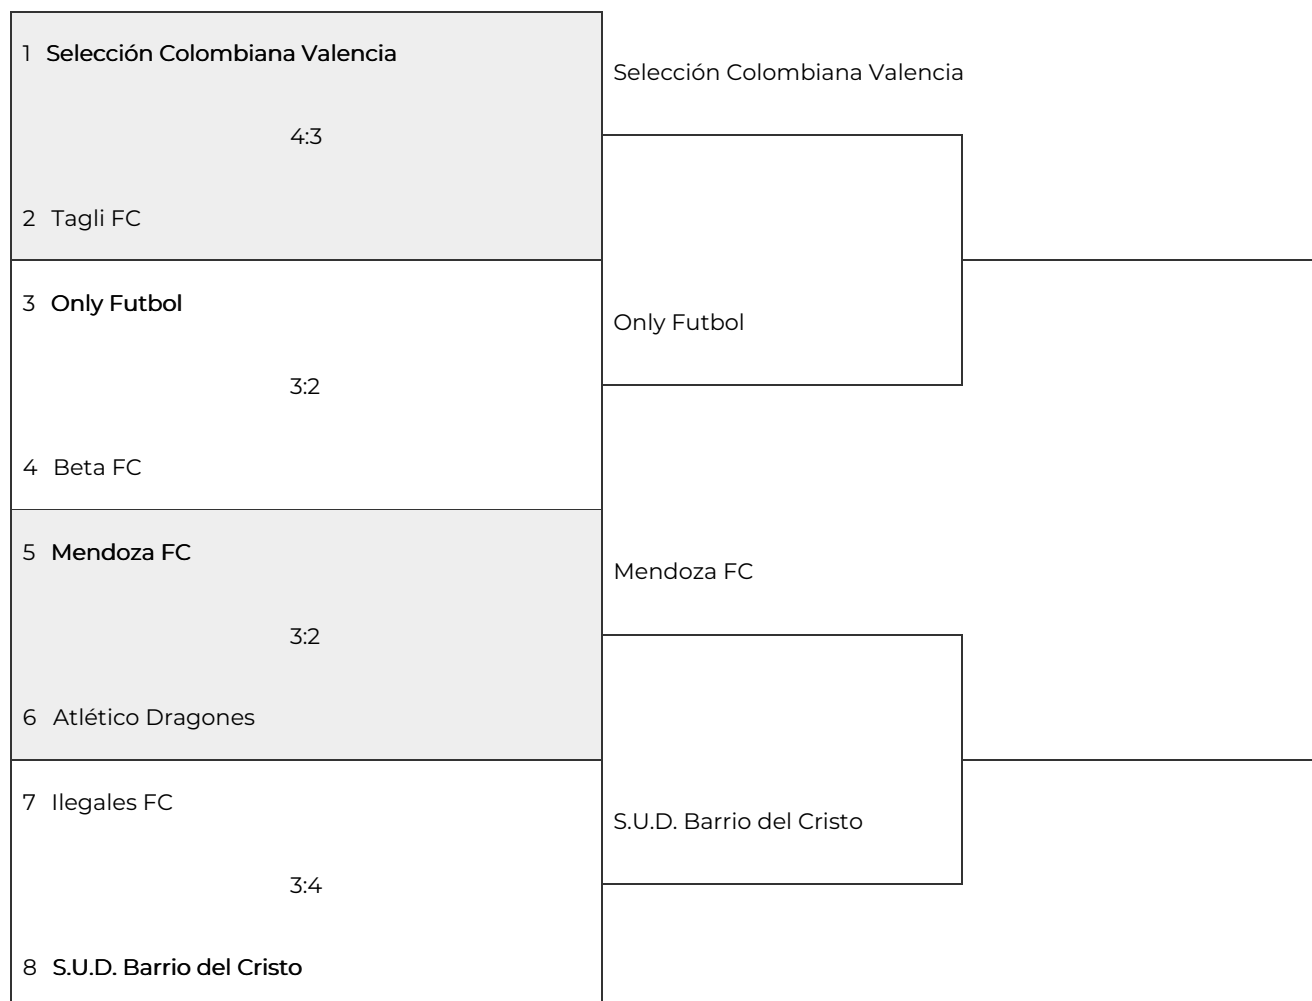 1 Selección Colombiana Valencia
4:3
2 Tagli FC
3 Only Futbol
3:2
4 Beta FC
5 Mendoza FC
3:2
6 Atlético Dragones
7 Ilegales FC
3:4
8 S.U.D. Barrio del Cristo
Selección Colombiana Valencia
Only Futbol
Mendoza FC
S.U.D. Barrio del Cristo